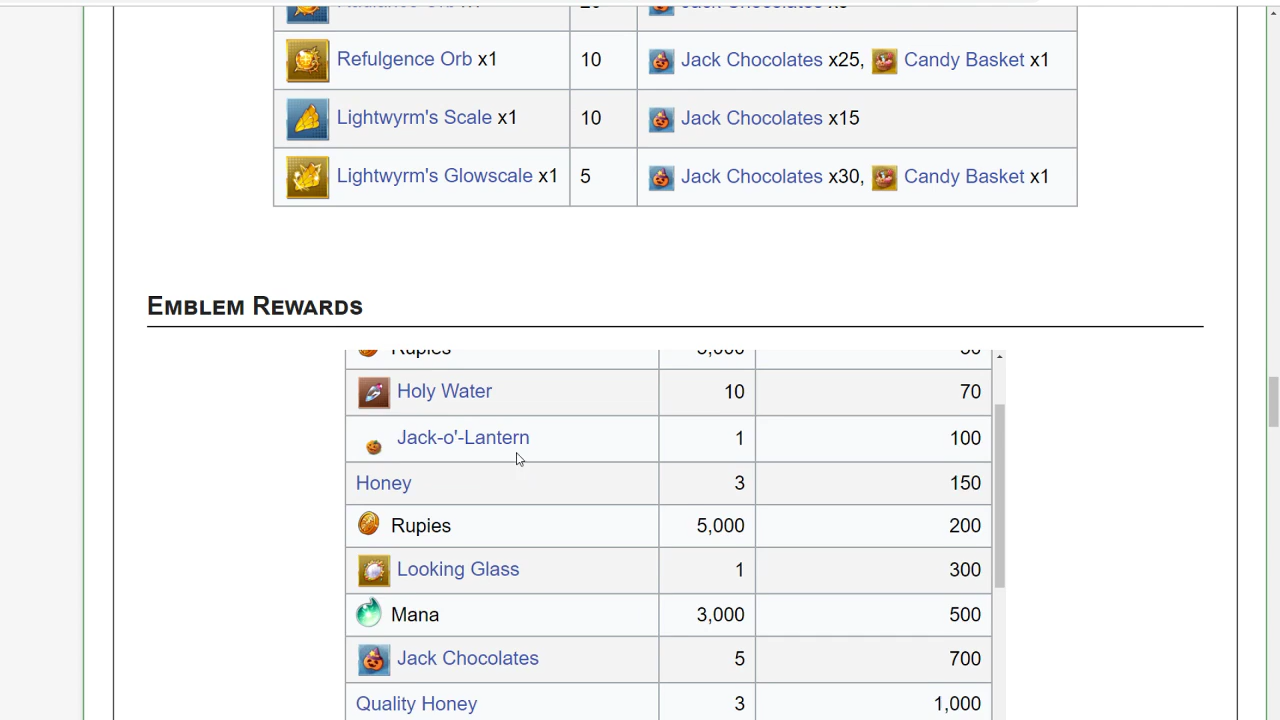 Refulgence Orb x1 10 Jack Chocolates x25, Candy Basket x1
Lightwyrm's Scale x1 10 Jack Chocolates x15
Lightwyrm's Glowscale x1 5 Jack Chocolates x30, Candy Basket x1
Emblem Rewards
Rupies
Holy Water 10 70
Jack-o'-Lantern 1 100
Honey 3 150
Rupies 5,000 200
Looking Glass 1 300
Mana 3,000 500
Jack Chocolates 5 700
Quality Honey 3 1,000